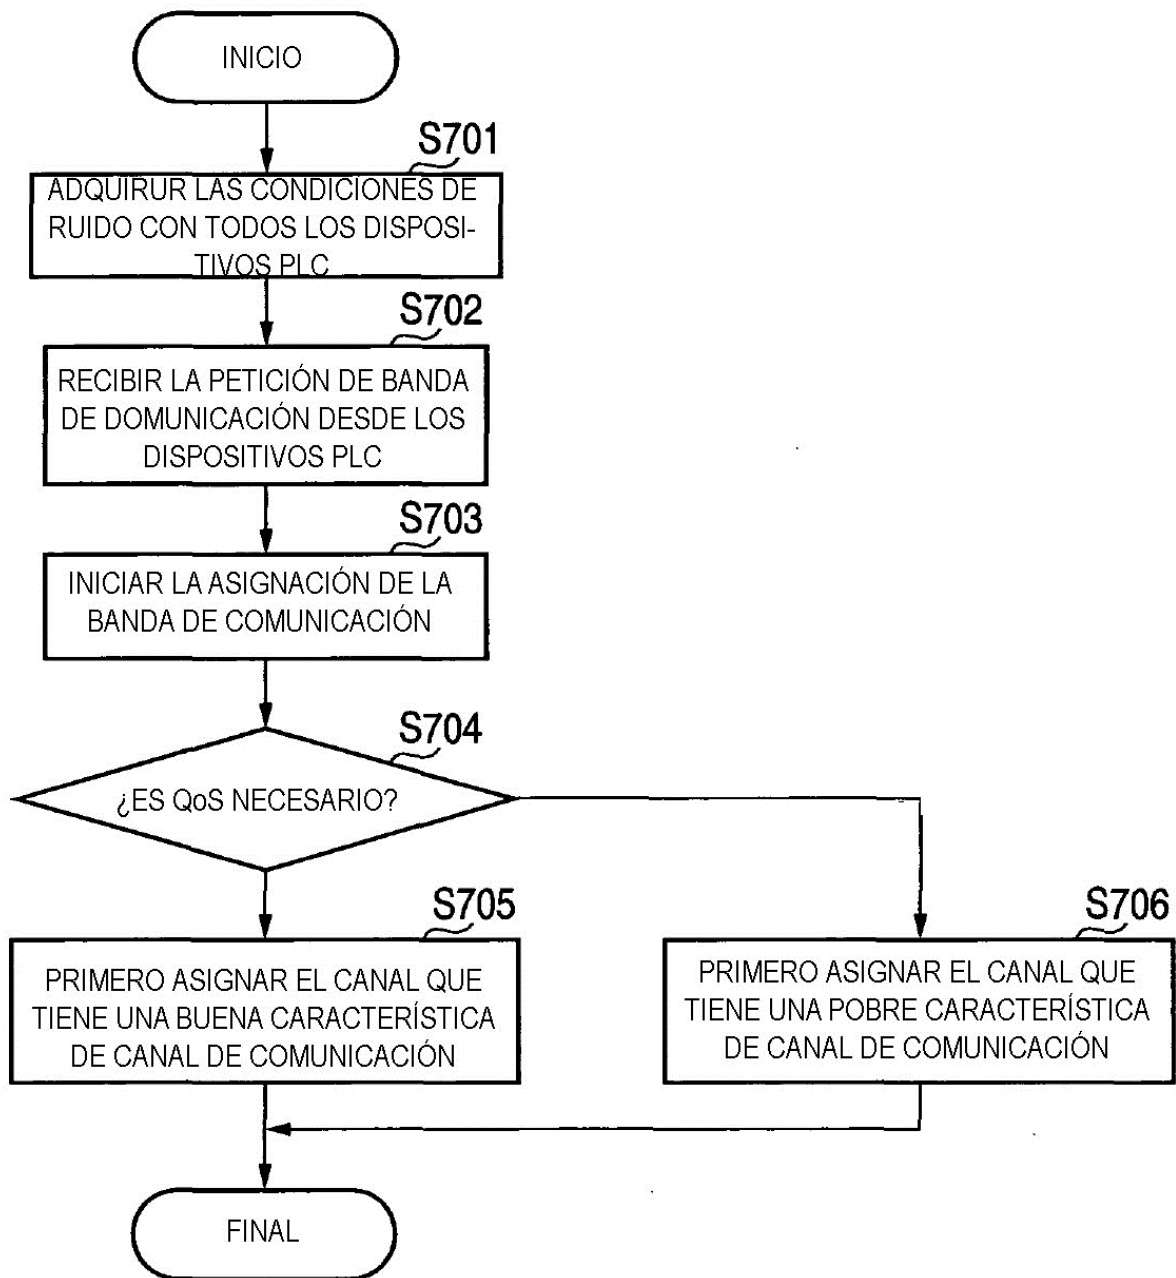 INICIO
S701
ADQUIRUR LAS CONDICIONES DE
RUIDO CON TODOS LOS DISPOSI-
TIVOS PLC
S702
RECIBIR LA PETICIÓN DE BANDA
DE DOMUNICACIÓN DESDE LOS
DISPOSITIVOS PLC
S703
INICIAR LA ASIGNACIÓN DE LA
BANDA DE COMUNICACIÓN
S704
¿ES QoS NECESARIO?
S705
PRIMERO ASIGNAR EL CANAL QUE
TIENE UNA BUENA CARACTERÍSTICA
DE CANAL DE COMUNICACIÓN
S706
PRIMERO ASIGNAR EL CANAL QUE
TIENE UNA POBRE CARACTERÍSTICA
DE CANAL DE COMUNICACIÓN
FINAL